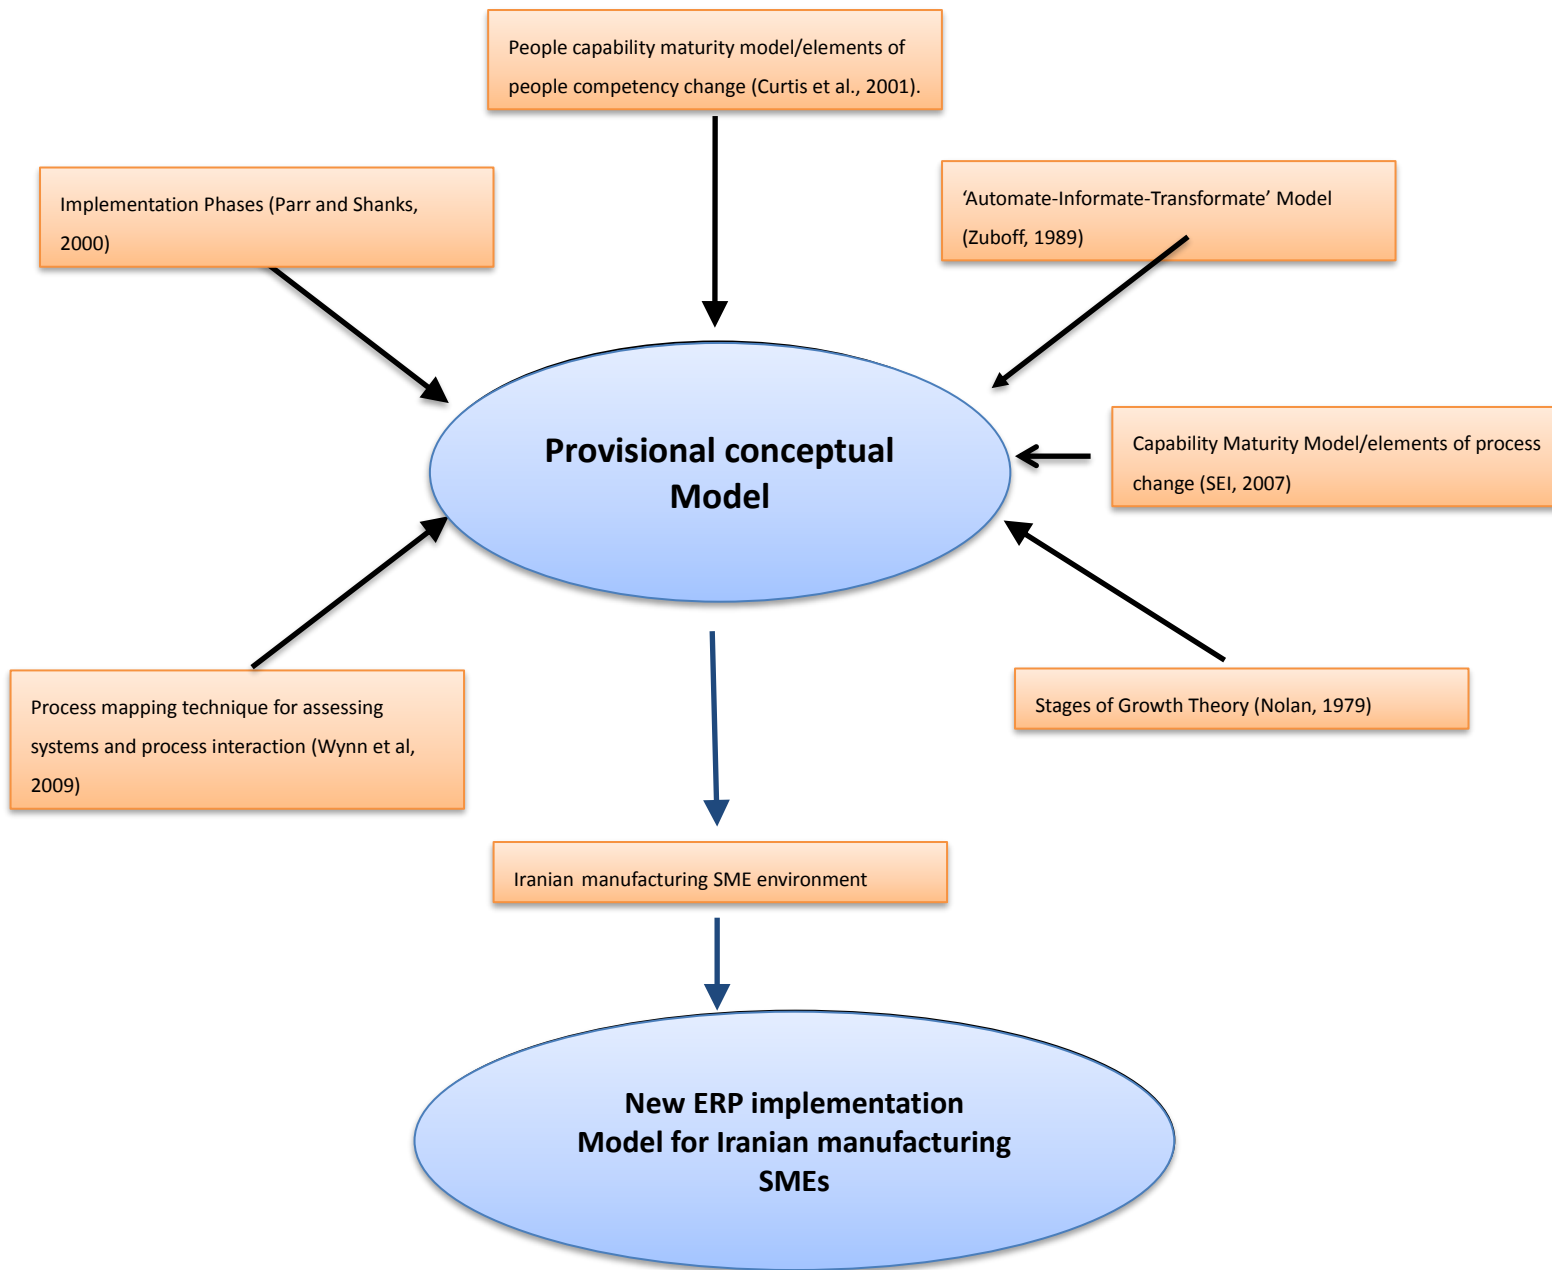 People capability maturity model/elements of
people competency change (Curtis et al., 2001).
Implementation Phases (Parr and Shanks,
2000)
‘Automate-Informate-Transformate’ Model
(Zuboff, 1989)
Provisional conceptual
Model
Capability Maturity Model/elements of process
change (SEI, 2007)
Process mapping technique for assessing
systems and process interaction (Wynn et al,
2009)
Stages of Growth Theory (Nolan, 1979)
Iranian manufacturing SME environment
New ERP implementation
Model for Iranian manufacturing
SMEs